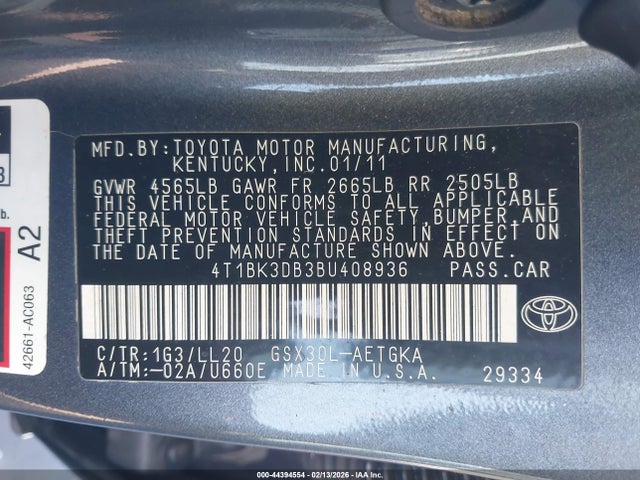 MFD.BY:TOYOTA MOTOR MANUFACTURING,
KENTUCKY,INC.01/11
GVWR 4565LB GAWR FR 2665LB RR 2505LB
THIS VEHICLE CONFORMS TO ALL APPLICABLE
FEDERAL MOTOR VEHICLE SAFETY,BUMPER,AND
THEFT PREVENTION STANDARDS IN EFFECT ON
THE DATE OF MANUFACTURE SHOWN ABOVE.
4T1BK3DB3BU408936 PASS.CAR
C/TR:1G3/LL20 GSX30L-AETGKA
A/TM:-02A/U660E MADE IN U.S.A. 29334
3
b.
A2
42661-AC063
000-44394554 | 02/13/2026 - Copart